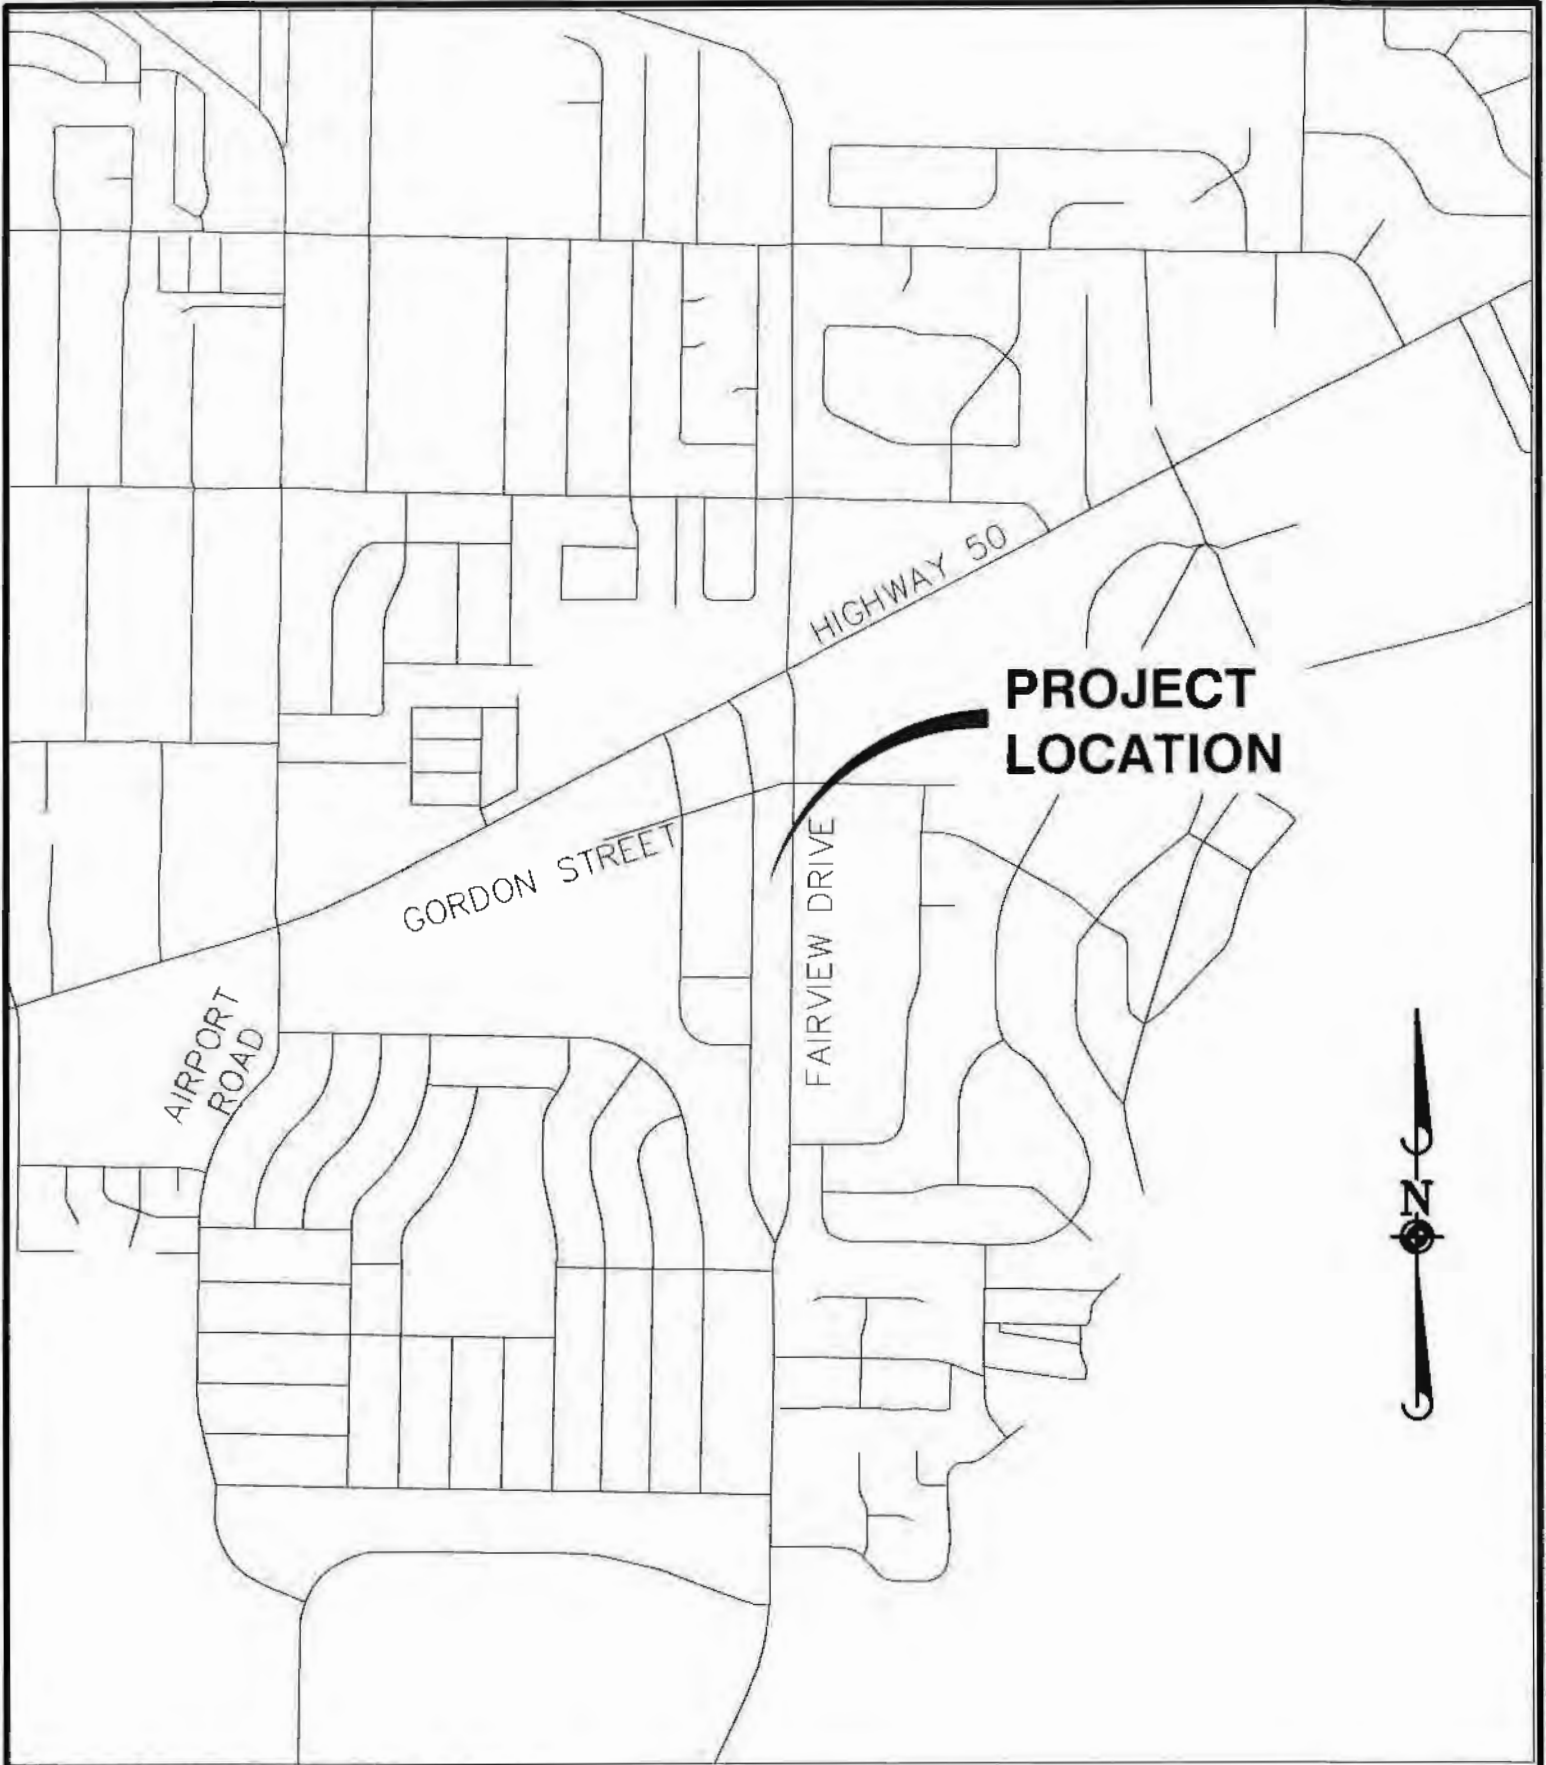 HIGHWAY 50
PROJECT
LOCATION
GORDON STREET
FAIRVIEW DRIVE
AIRPORT
ROAD
N